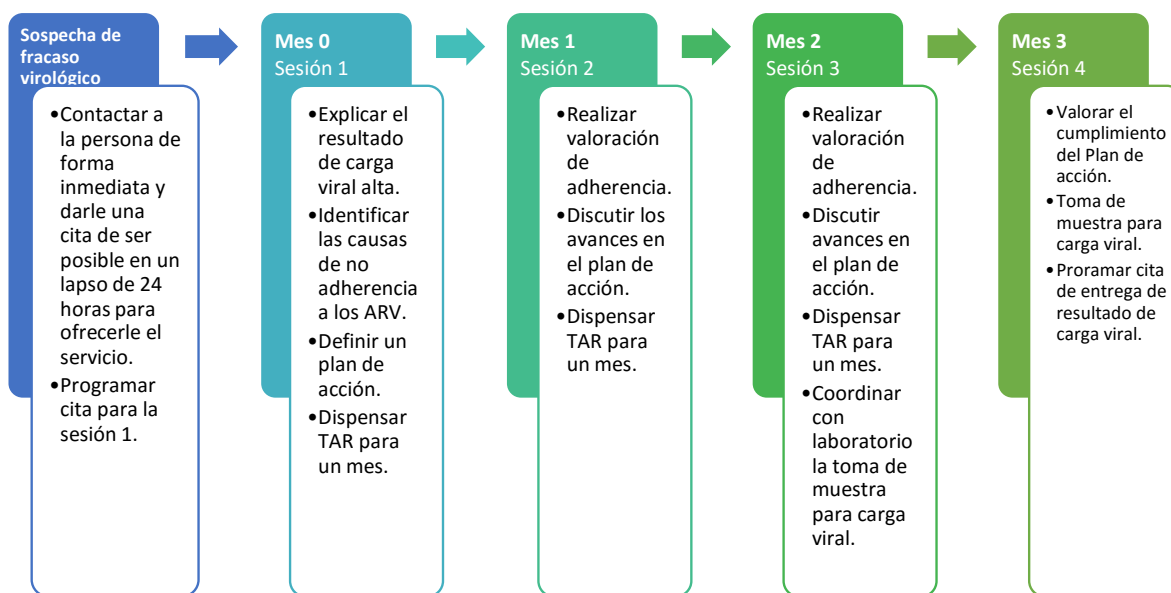 Sospecha de
fracaso
virológico
•Contactar a
la persona de
forma
inmediata y
darle una
cita de ser
posible en un
lapso de 24
horas para
ofrecerle el
servicio.
•Programar
cita para la
sesión 1.
Mes 0
Sesión 1
•Explicar el
resultado de
carga
viral alta.
•Identificar
las causas
de no
adherencia
a los ARV.
•Definir un
plan de
acción.
•Dispensar
TAR para
un mes.
Mes 1
Sesión 2
•Realizar
valoración
de
adherencia.
•Discutir los
avances en
el plan de
acción.
•Dispensar
TAR para
un mes.
Mes 2
Sesión 3
•Realizar
valoración
de
adherencia.
•Discutir
avances en
el plan de
acción.
•Dispensar
TAR para
un mes.
•Coordinar
con
laboratorio
la toma de
muestra
para carga
viral.
Mes 3
Sesión 4
•Valorar el
cumplimiento
del Plan de
acción.
•Toma de
muestra para
carga viral.
•Proramar cita
de entrega de
resultado de
carga viral.